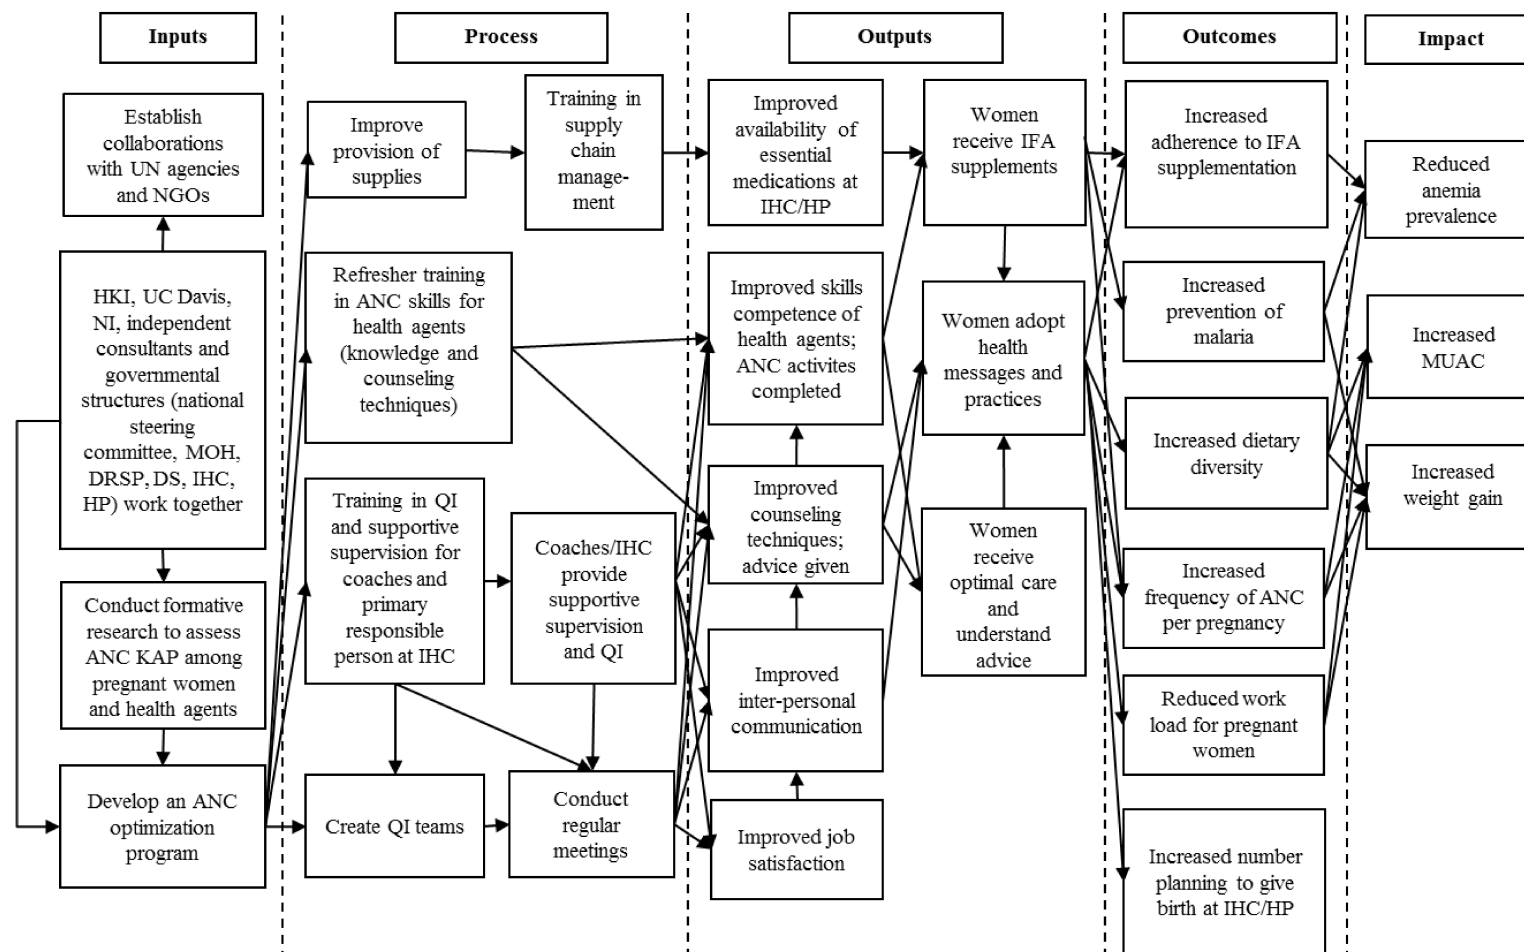 Inputs
Process
Outputs
Outcomes
Impact
Establish
collaborations
with UN agencies
and NGOs
HKI, UC Davis,
NI, independent
consultants and
governmental
structures (national
steering
committee, MOH,
DRSP, DS, IHC,
HP) work together
Conduct formative
research to assess
ANC KAP among
pregnant women
and health agents
Develop an ANC
optimization
program
Improve
provision of
supplies
Training in
supply
chain
manage-
ment
Refresher training
in ANC skills for
health agents
(knowledge and
counseling
techniques)
Training in QI
and supportive
supervision for
coaches and
primary
responsible
person at IHC
Coaches/IHC
provide
supportive
supervision
and QI
Create QI teams
Conduct
regular
meetings
Improved
availability of
essential
medications at
IHC/HP
Improved skills
competence of
health agents;
ANC activites
completed
Improved
counseling
techniques;
advice given
Improved
inter-personal
communication
Improved job
satisfaction
Women
receive IFA
supplements
Women adopt
health
messages and
practices
Women
receive
optimal care
and
understand
advice
Increased
adherence to IFA
supplementation
Increased
prevention of
malaria
Increased dietary
diversity
Increased
frequency of ANC
per pregnancy
Reduced work
load for pregnant
women
Increased number
planning to give
birth at IHC/HP
Reduced
anemia
prevalence
Increased
MUAC
Increased
weight gain